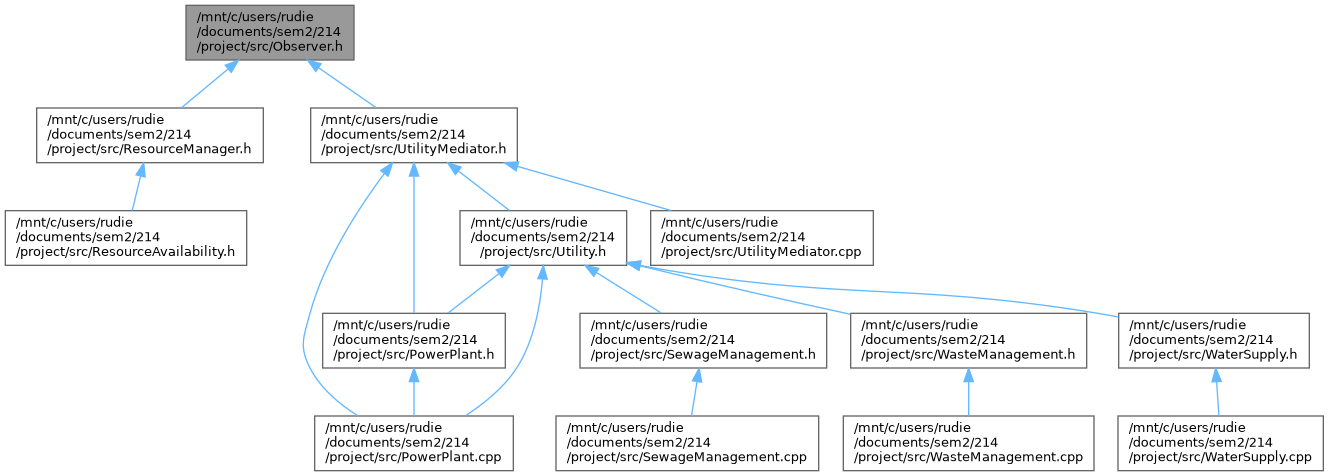 /mnt/c/users/rudie
/documents/sem2/214
/project/src/Observer.h
/mnt/c/users/rudie
/documents/sem2/214
/project/src/ResourceManager.h
/mnt/c/users/rudie
/documents/sem2/214
/project/src/UtilityMediator.h
/mnt/c/users/rudie
/documents/sem2/214
/project/src/ResourceAvailability.h
/mnt/c/users/rudie
/documents/sem2/214
/project/src/Utility.h
/mnt/c/users/rudie
/documents/sem2/214
/project/src/UtilityMediator.cpp
/mnt/c/users/rudie
/documents/sem2/214
/project/src/PowerPlant.h
/mnt/c/users/rudie
/documents/sem2/214
/project/src/SewageManagement.h
/mnt/c/users/rudie
/documents/sem2/214
/project/src/WasteManagement.h
/mnt/c/users/rudie
/documents/sem2/214
/project/src/WaterSupply.h
/mnt/c/users/rudie
/documents/sem2/214
/project/src/PowerPlant.cpp
/mnt/c/users/rudie
/documents/sem2/214
/project/src/SewageManagement.cpp
/mnt/c/users/rudie
/documents/sem2/214
/project/src/WasteManagement.cpp
/mnt/c/users/rudie
/documents/sem2/214
/project/src/WaterSupply.cpp